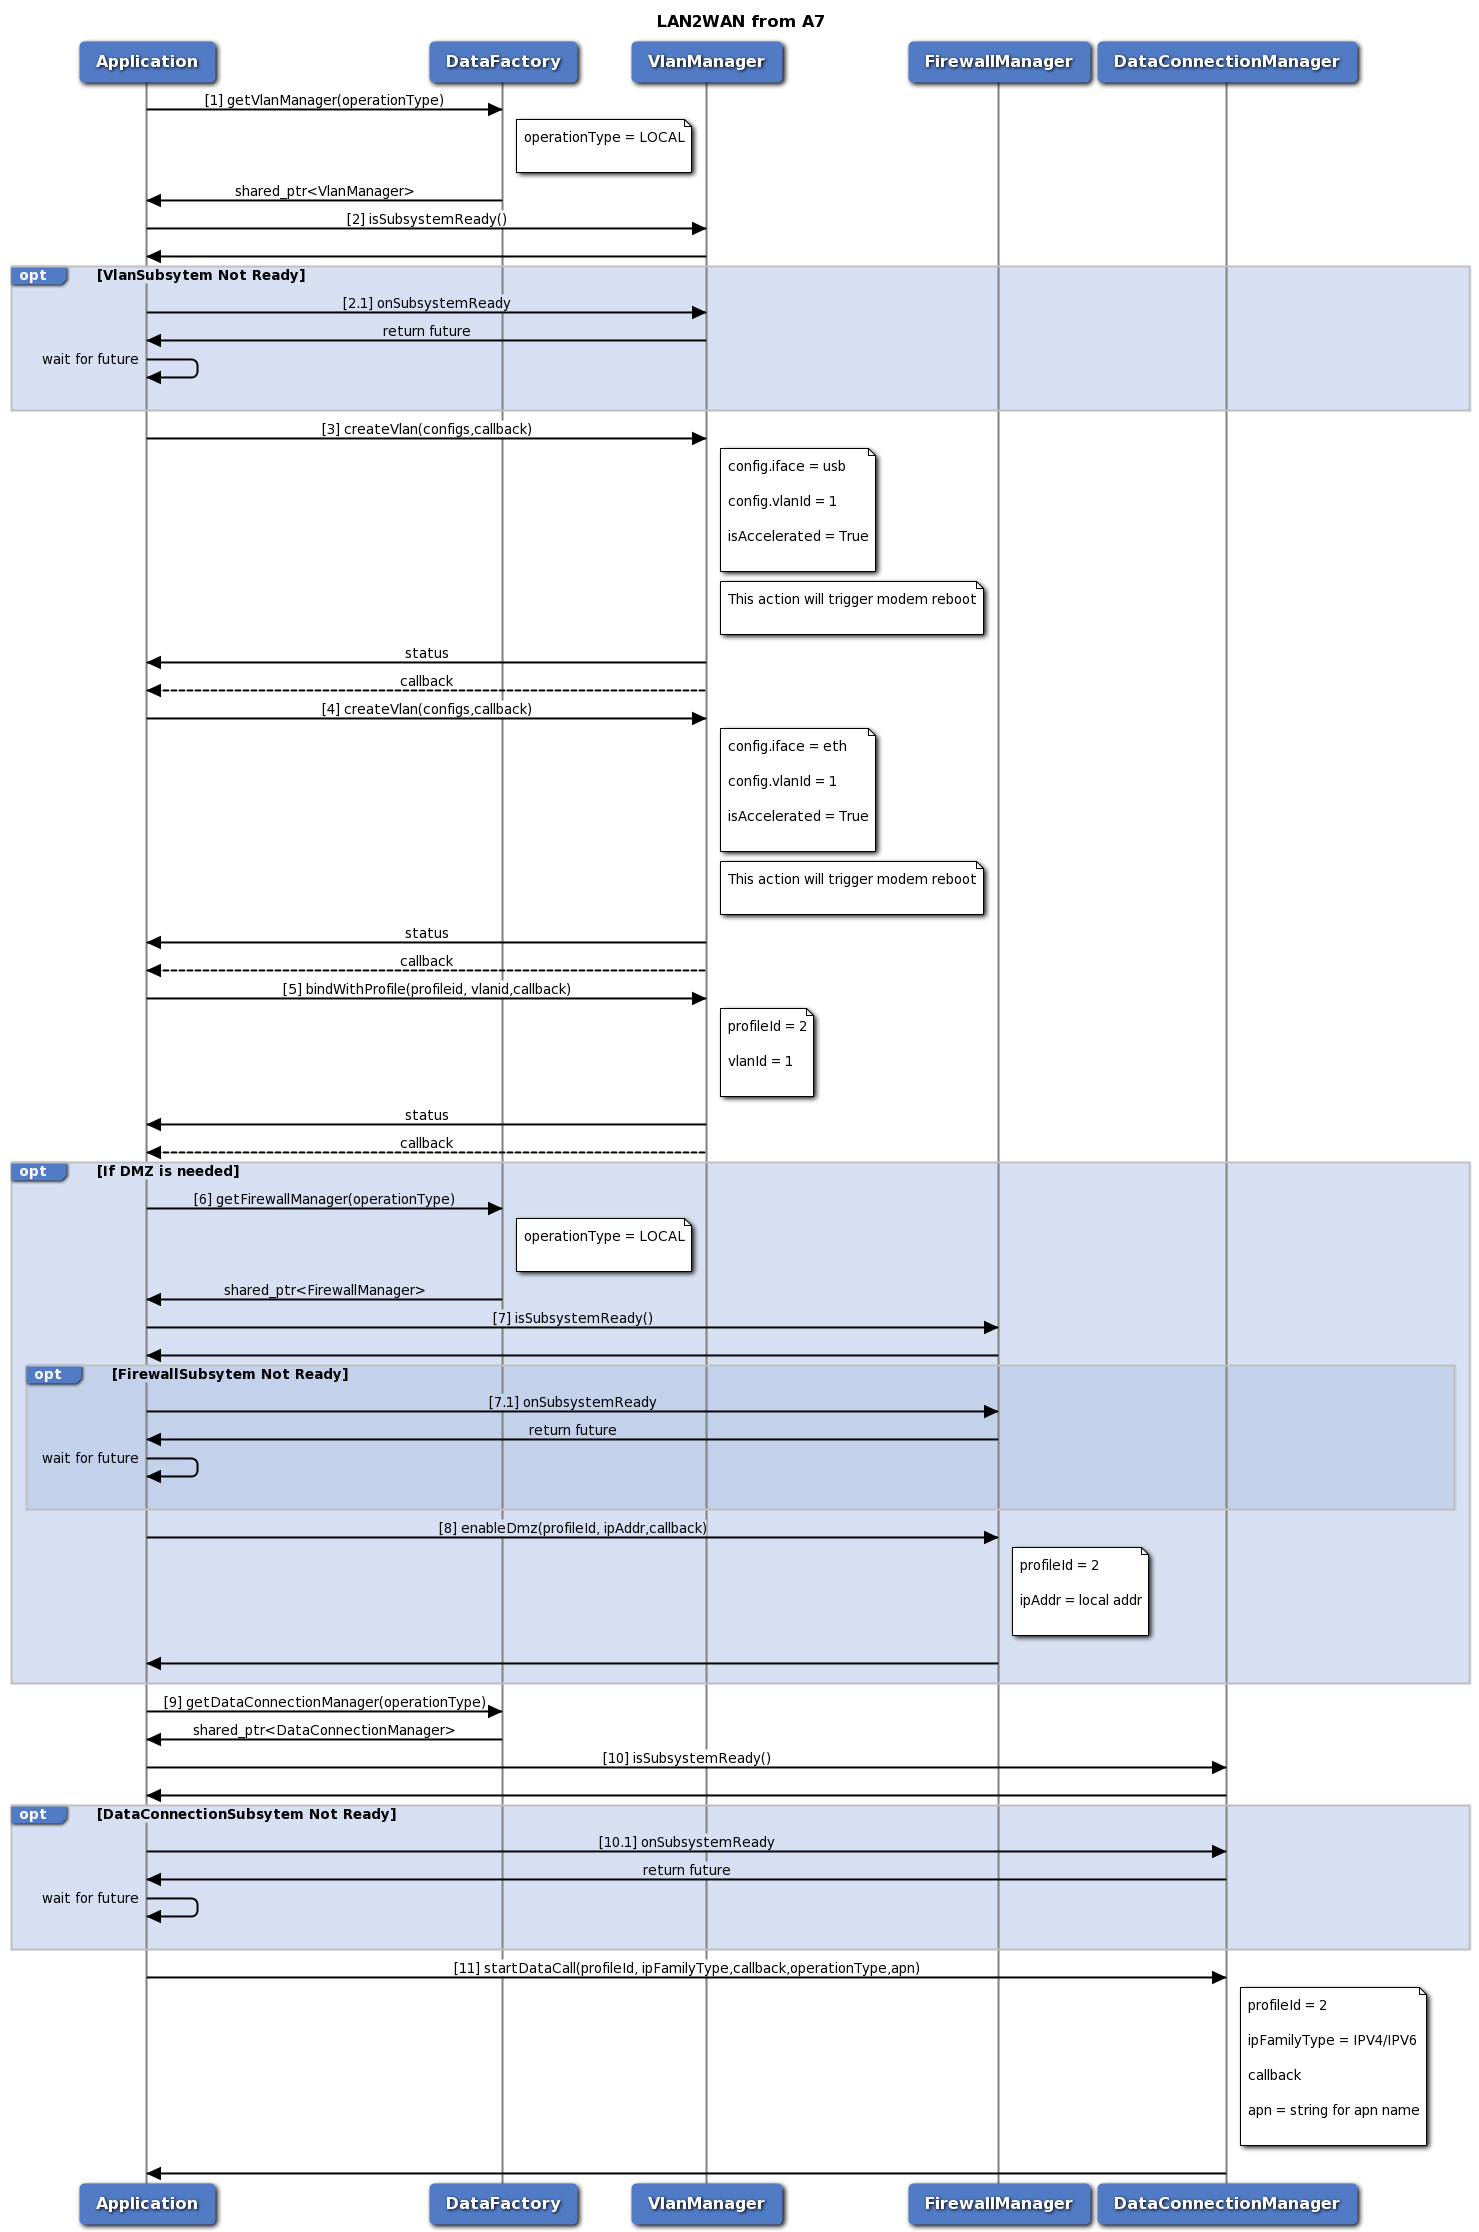 LAN2WAN from A7
Application
DataFactory
VlanManager
FirewallManager
DataConnectionManager
[1] getVlanManager(operationType)
operationType = LOCAL
shared_ptr<VlanManager>
[2] isSubsystemReady()
opt
[VlanSubsytem Not Ready]
[2.1] onSubsystemReady
return future
wait for future
[3] createVlan(configs,callback)
config.iface = usb
config.vlanId = 1
isAccelerated = True
This action will trigger modem reboot
status
callback
[4] createVlan(configs,callback)
config.iface = eth
config.vlanId = 1
isAccelerated = True
This action will trigger modem reboot
status
callback
[5] bindWithProfile(profileid, vlanid,callback)
profileId = 2
vlanId = 1
status
callback
opt
[If DMZ is needed]
[6] getFirewallManager(operationType)
operationType = LOCAL
shared_ptr<FirewallManager>
[7] isSubsystemReady()
opt
[FirewallSubsytem Not Ready]
[7.1] onSubsystemReady
return future
wait for future
[8] enableDmz(profileId, ipAddr,callback)
profileId = 2
ipAddr = local addr
[9] getDataConnectionManager(operationType)
shared_ptr<DataConnectionManager>
[10] isSubsystemReady()
opt
[DataConnectionSubsytem Not Ready]
[10.1] onSubsystemReady
return future
wait for future
[11] startDataCall(profileId, ipFamilyType,callback,operationType,apn)
profileId = 2
ipFamilyType = IPV4/IPV6
callback
apn = string for apn name
Application
DataFactory
VlanManager
FirewallManager
DataConnectionManager